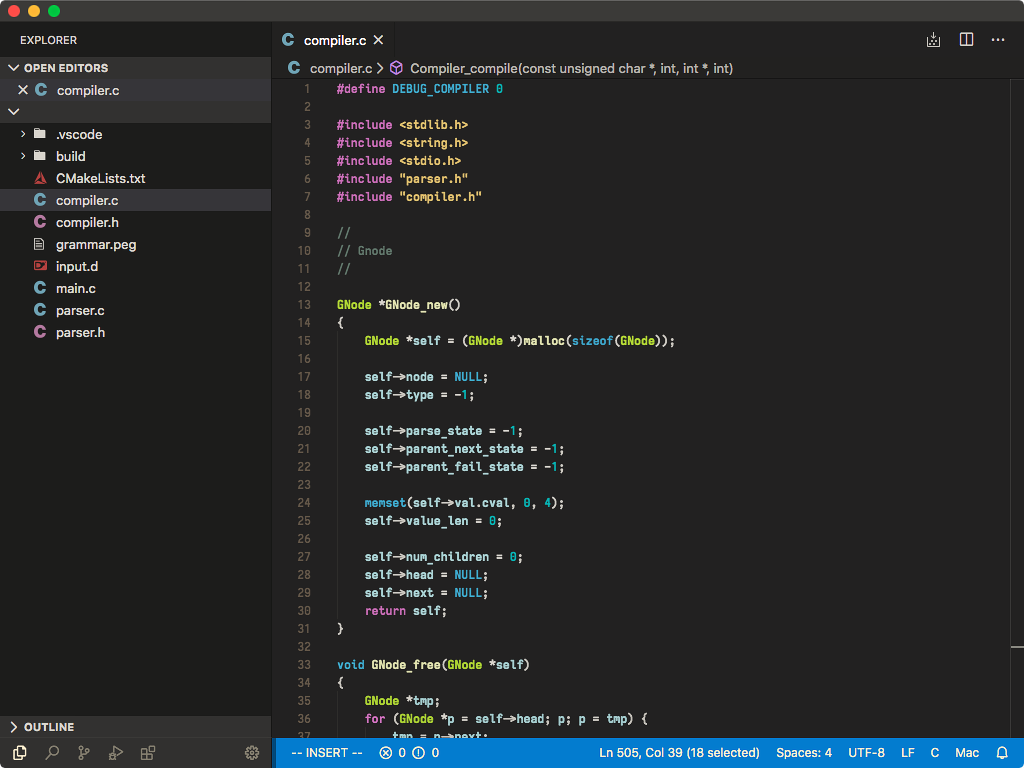 EXPLORER
OPEN EDITORS
compiler.c
.vscode
build
CMakeLists.txt
compiler.c
compiler.h
grammar.peg
input.d
main.c
parser.c
parser.h
OUTLINE
compiler.c
compiler.c > Compiler_compile(const unsigned char *, int, int *, int)
1 #define DEBUG_COMPILER 0
2
3 #include <stdlib.h>
4 #include <string.h>
5 #include <stdio.h>
6 #include "parser.h"
7 #include "compiler.h"
8
9 //
10 // Gnode
11 //
12
13 GNode *GNode_new()
14 {
15     GNode *self = (GNode *)malloc(sizeof(GNode));
16
17     self->node = NULL;
18     self->type = -1;
19
20     self->parse_state = -1;
21     self->parent_next_state = -1;
22     self->parent_fail_state = -1;
23
24     memset(self->val.cval, 0, 4);
25     self->value_len = 0;
26
27     self->num_children = 0;
28     self->head = NULL;
29     self->next = NULL;
30     return self;
31 }
32
33 void GNode_free(GNode *self)
34 {
35     GNode *tmp;
36     for (GNode *p = self->head; p; p = tmp) {
37         tmp = p->next;
-- INSERT -- 0 0 Ln 505, Col 39 (18 selected) Spaces: 4 UTF-8 LF C Mac